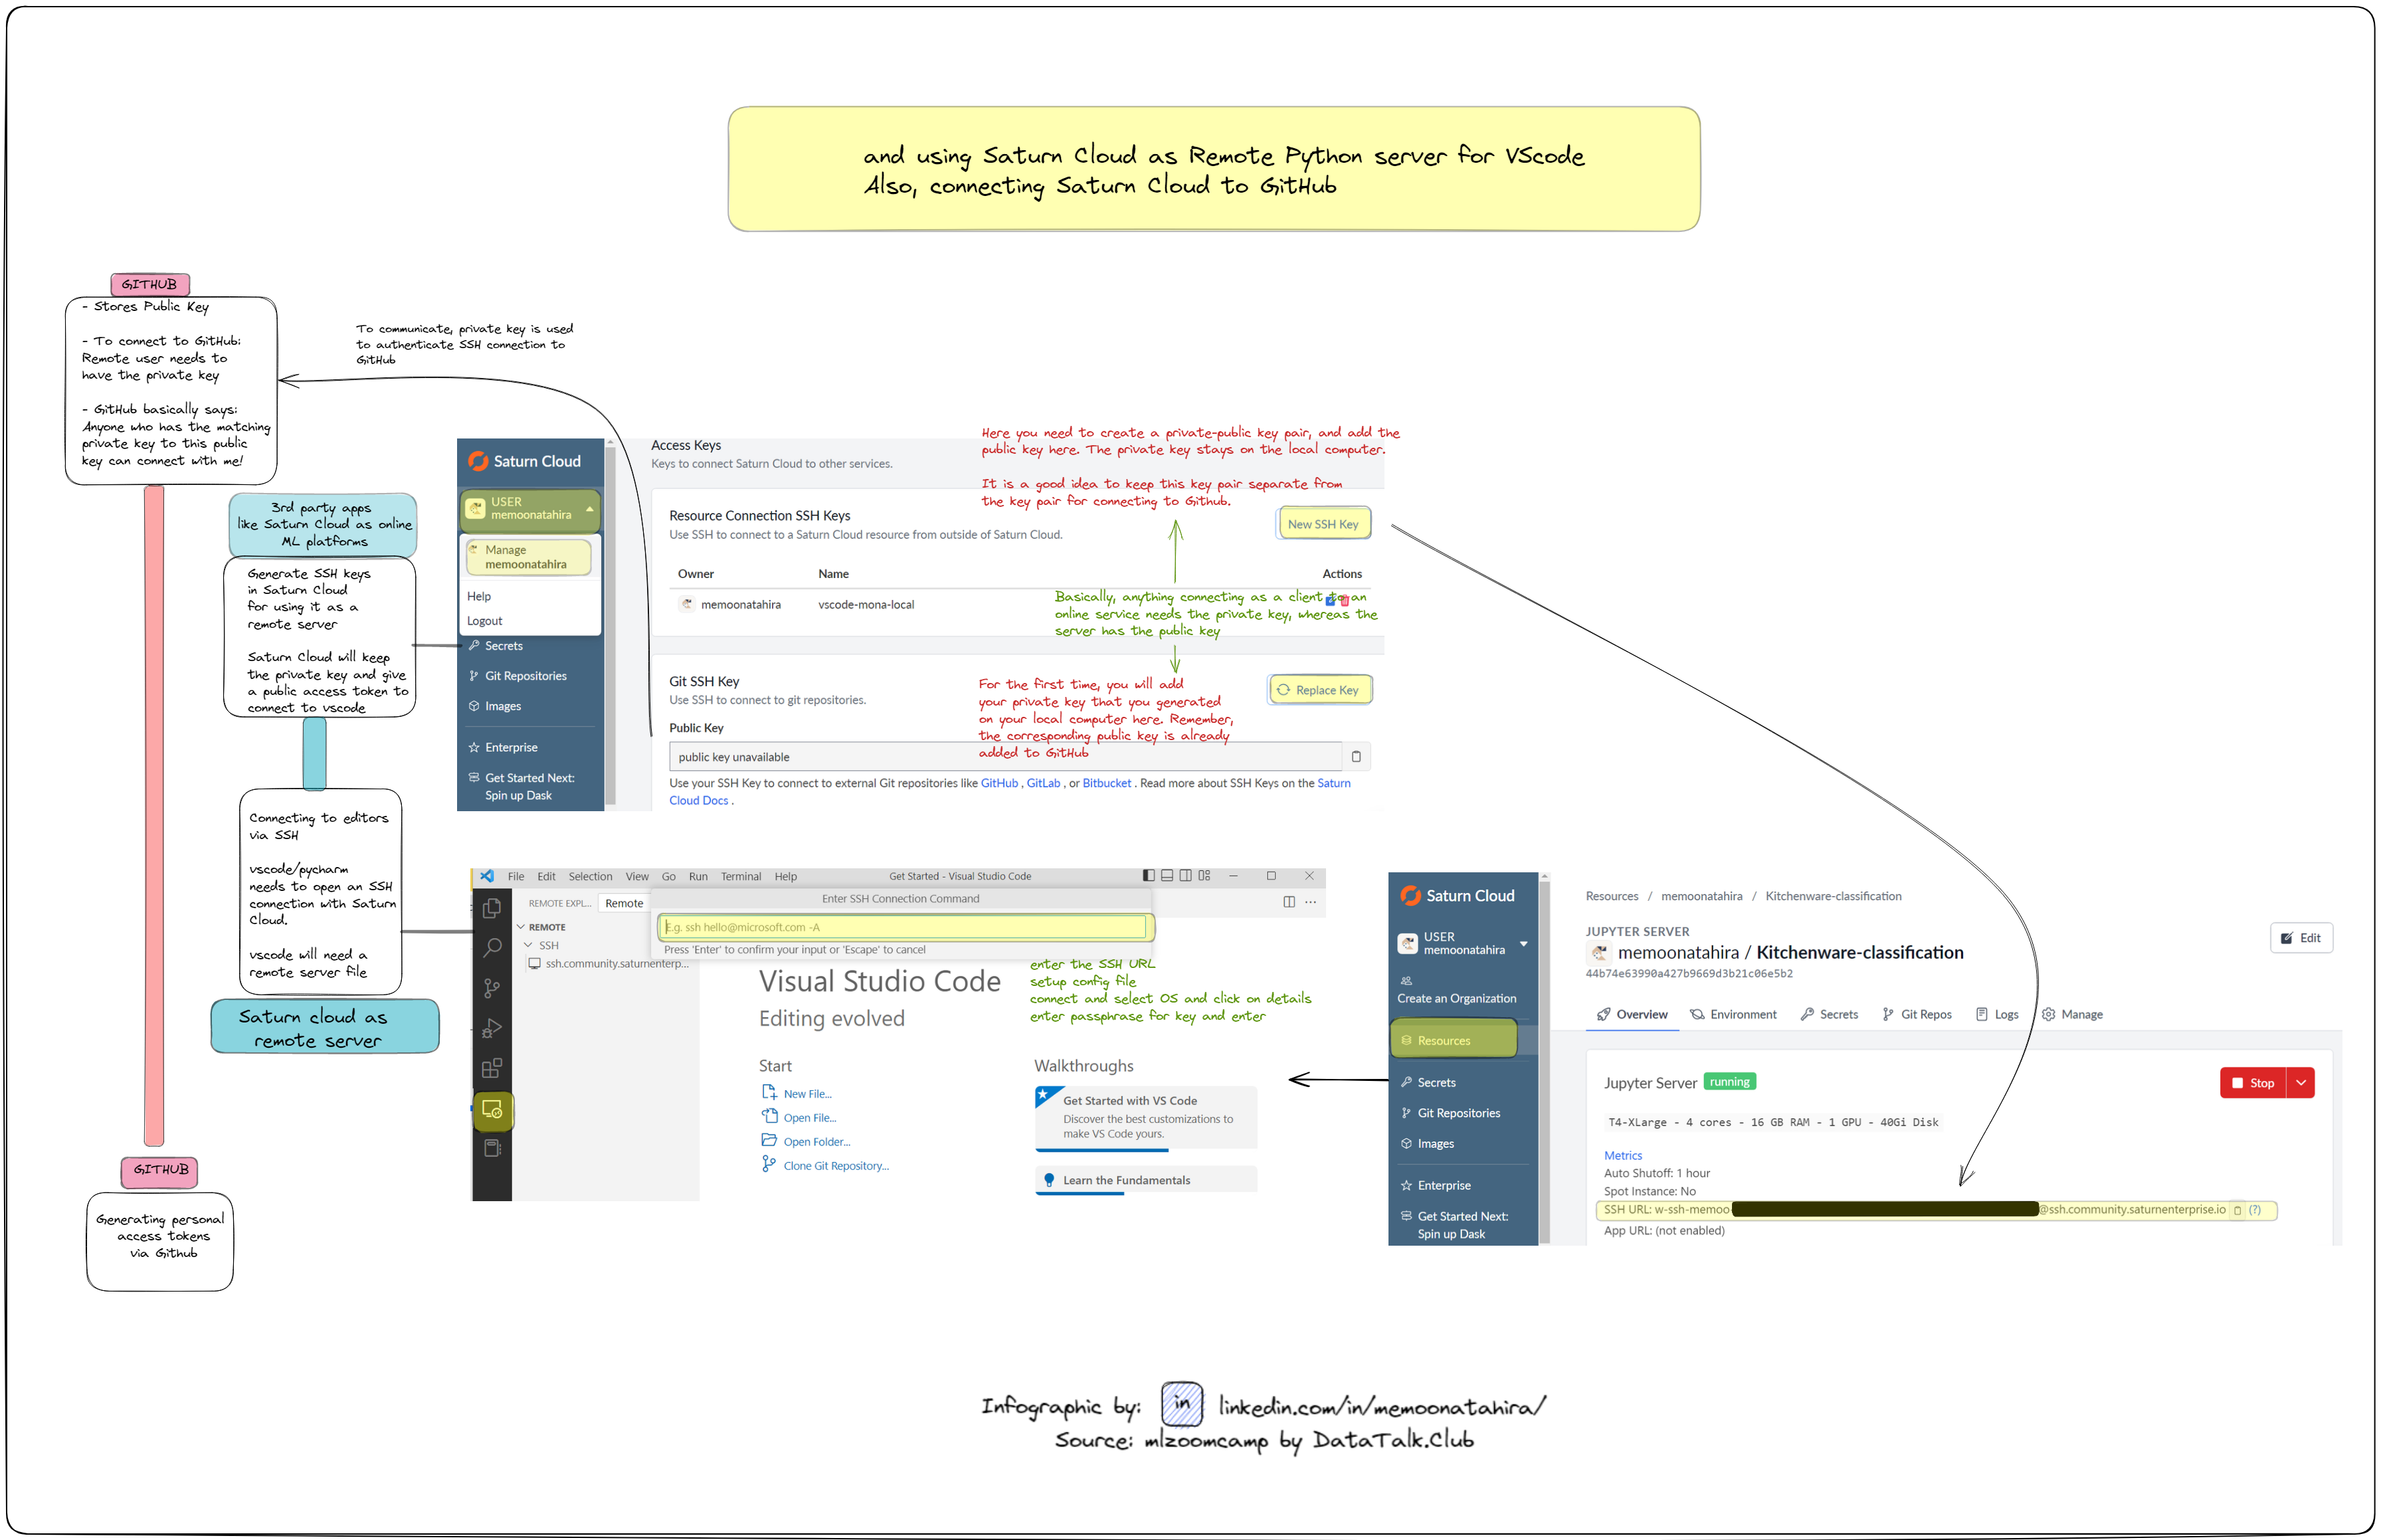 and using Saturn Cloud as Remote Python server for VScode
Also, connecting Saturn Cloud to GitHub
GITHUB
- Stores Public Key
- To connect to GitHub:
Remote user needs to
have the private key
- GitHub basically says:
Anyone who has the matching
private key to this public
key can connect with me!
To communicate, private key is used
to authenticate SSH connection to
GitHub
3rd party apps
like Saturn Cloud as online
ML platforms
Generate SSH keys
in Saturn Cloud
for using it as a
remote server
Saturn Cloud will keep
the private key and give
a public access token to
connect to vscode
Connecting to editors
via SSH
vscode/pycharm
needs to open an SSH
connection with Saturn
Cloud.
vscode will need a
remote server file
Saturn cloud as
remote server
GITHUB
Generating personal
access tokens
via Github
Saturn Cloud
USER
memoonatahira
Manage
memoonatahira
Help
Logout
Secrets
Git Repositories
Images
Enterprise
Get Started Next:
Spin up Dask
Access Keys
Keys to connect Saturn Cloud to other services.
Here you need to create a private-public key pair, and add the
public key here. The private key stays on the local computer.
It is a good idea to keep this key pair separate from
the key pair for connecting to Github.
Resource Connection SSH Keys
Use SSH to connect to a Saturn Cloud resource from outside of Saturn Cloud.
New SSH Key
Owner Name Actions
memoonatahira vscode-mona-local
Basically, anything connecting as a client to an
online service needs the private key, whereas the
server has the public key
Git SSH Key
Use SSH to connect to git repositories.
Replace Key
For the first time, you will add
your private key that you generated
on your local computer here. Remember,
the corresponding public key is already
added to GitHub
Public Key
public key unavailable
Use your SSH Key to connect to external Git repositories like GitHub , GitLab , or Bitbucket . Read more about SSH Keys on the Saturn
Cloud Docs .
File Edit Selection View Go Run Terminal Help Get Started - Visual Studio Code
REMOTE EXPL... Remote
Enter SSH Connection Command
E.g. ssh hello@microsoft.com -A
Press 'Enter' to confirm your input or 'Escape' to cancel
REMOTE
SSH
ssh.community.saturnenterp...
Visual Studio Code
Editing evolved
enter the SSH URL
setup config file
connect and select OS and click on details
enter passphrase for key and enter
Start
New File...
Open File...
Open Folder...
Clone Git Repository...
Walkthroughs
Get Started with VS Code
Discover the best customizations to
make VS Code yours.
Learn the Fundamentals
Saturn Cloud
USER
memoonatahira
Create an Organization
Resources
Secrets
Git Repositories
Images
Enterprise
Get Started Next:
Spin up Dask
Resources / memoonatahira / Kitchenware-classification
JUPYTER SERVER
memoonatahira / Kitchenware-classification
44b74e63990a427b9669d3b21c06e5b2
Edit
Overview Environment Secrets Git Repos Logs Manage
Jupyter Server running
Stop
T4-XLarge - 4 cores - 16 GB RAM - 1 GPU - 40Gi Disk
Metrics
Auto Shutoff: 1 hour
Spot Instance: No
SSH URL: w-ssh-memoo @ssh.community.saturnenterprise.io (?)
App URL: (not enabled)
Infographic by: in linkedin.com/in/memoonatahira/
Source: mlzoomcamp by DataTalk.Club